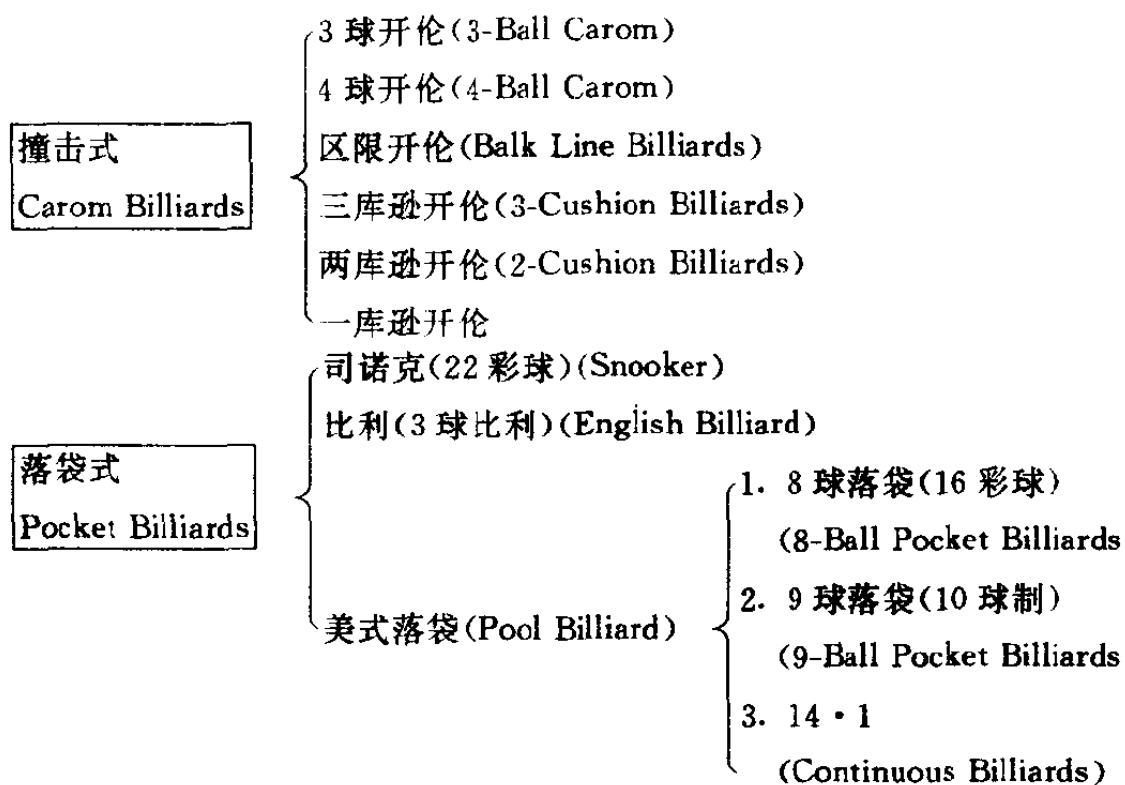 3 球开伦(3-Ball Carom)
4 球开伦(4-Ball Carom)
撞击式
Carom Billiards
区限开伦(Balk Line Billiards)
三库逊开伦(3-Cushion Billiards)
两库逊开伦(2-Cushion Billiards)
一库逊开伦
司诺克(22 彩球)(Snooker)
比利(3 球比利)(English Billiard)
落袋式
Pocket Billiards
美式落袋(Pool Billiard)
1. 8 球落袋(16 彩球)
(8-Ball Pocket Billiards
2. 9 球落袋(10 球制)
(9-Ball Pocket Billiards
3. 14·1
(Continuous Billiards)